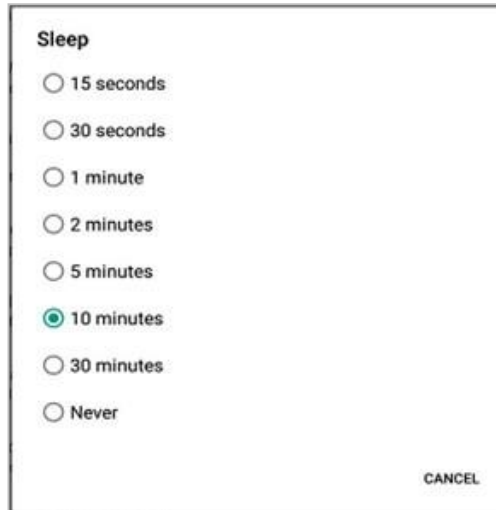 Sleep
15 seconds
30 seconds
1 minute
2 minutes
5 minutes
10 minutes
30 minutes
Never
CANCEL